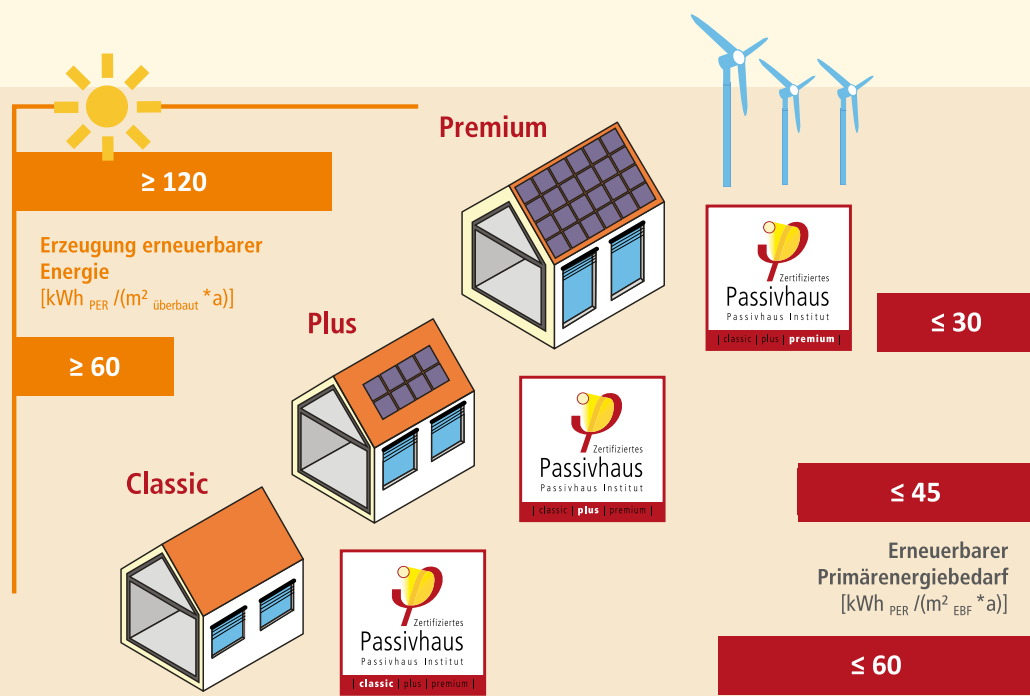 Premium
≥ 120
Erzeugung erneuerbarer
Energie
[kWh PER /(m² überbaut *a)]
Zertifiziertes
Passivhaus
Passivhaus Institut
| classic | plus | premium |
≤ 30
Plus
≥ 60
Zertifiziertes
Passivhaus
Passivhaus Institut
| classic | plus | premium |
Classic
≤ 45
Erneuerbarer
Primärenergiebedarf
[kWh PER /(m² EBF *a)]
Zertifiziertes
Passivhaus
Passivhaus Institut
| classic | plus | premium |
≤ 60